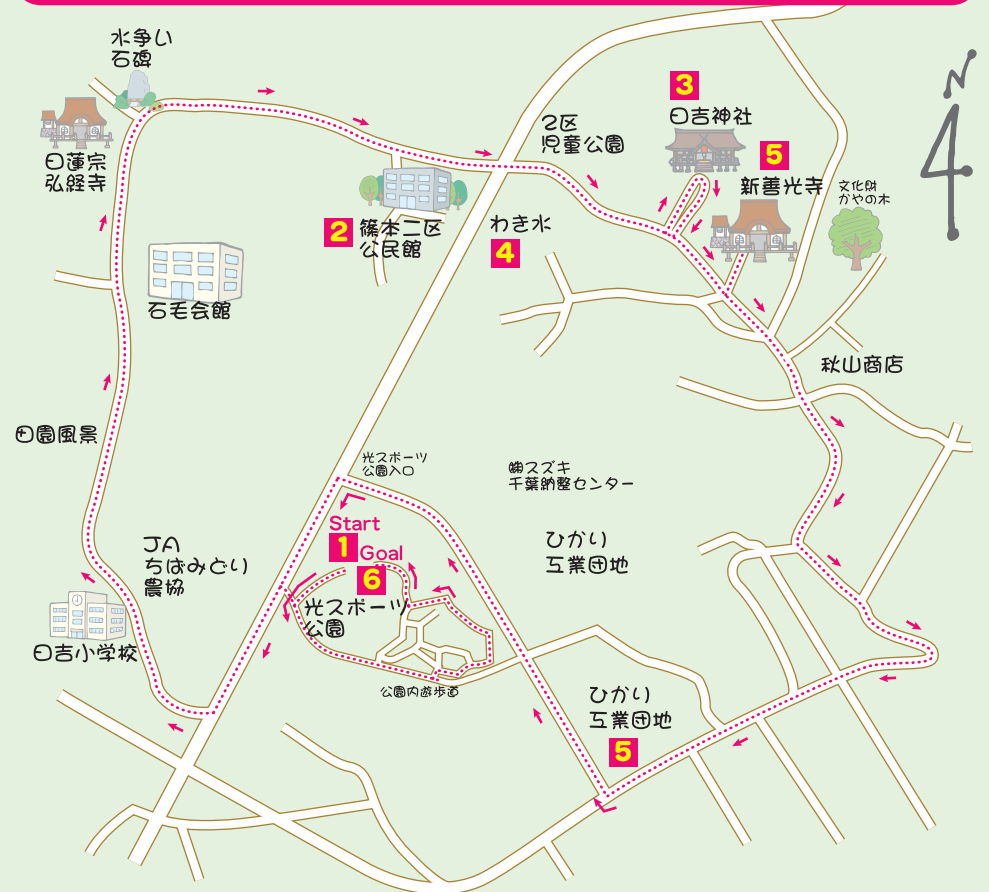 水争い
石碑
日蓮宗
弘経寺
2区
児童公園
3
日吉神社
5
新善光寺
文化財
かやの木
N
4
2
篠本二区
公民館
わき水
4
石毛会館
秋山商店
田園風景
光スポーツ
公園入口
㈱スズキ
千葉納整センター
Start
1
Goal
6
光スポーツ
公園
ひかり
工業団地
JA
ちばみどり
農協
日吉小学校
公園内遊歩道
ひかり
工業団地
5